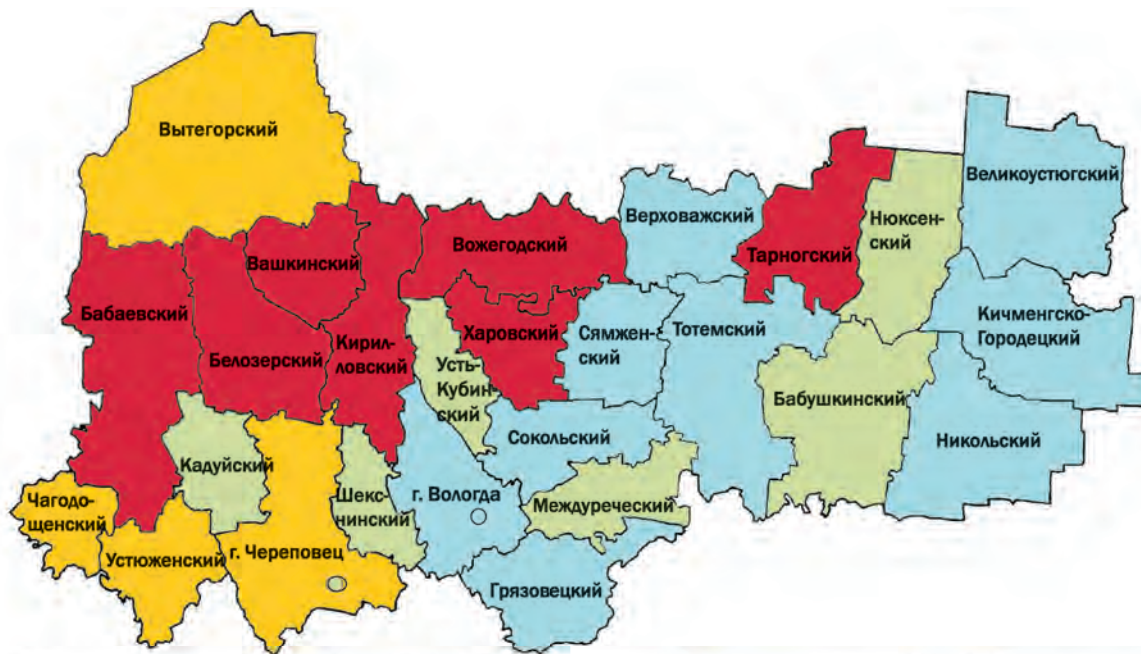 Вытегорский
Великоустюгский
Верховажский
Нюксен-
ский
Вожегодский
Тарногский
Вашкинский
Бабаевский
Кичменгско-
Городецкий
Харовский
Сямжен-
ский
Тотемский
Кирил-
ловский
Белозерский
Усть-
Кубин-
ский
Бабушкинский
Сокольский
Никольский
Кадуйский
Шекс-
нинский
г. Вологда
Междуреческий
Чагодо-
щенский
Устюженский
г. Череповец
Грязовецкий